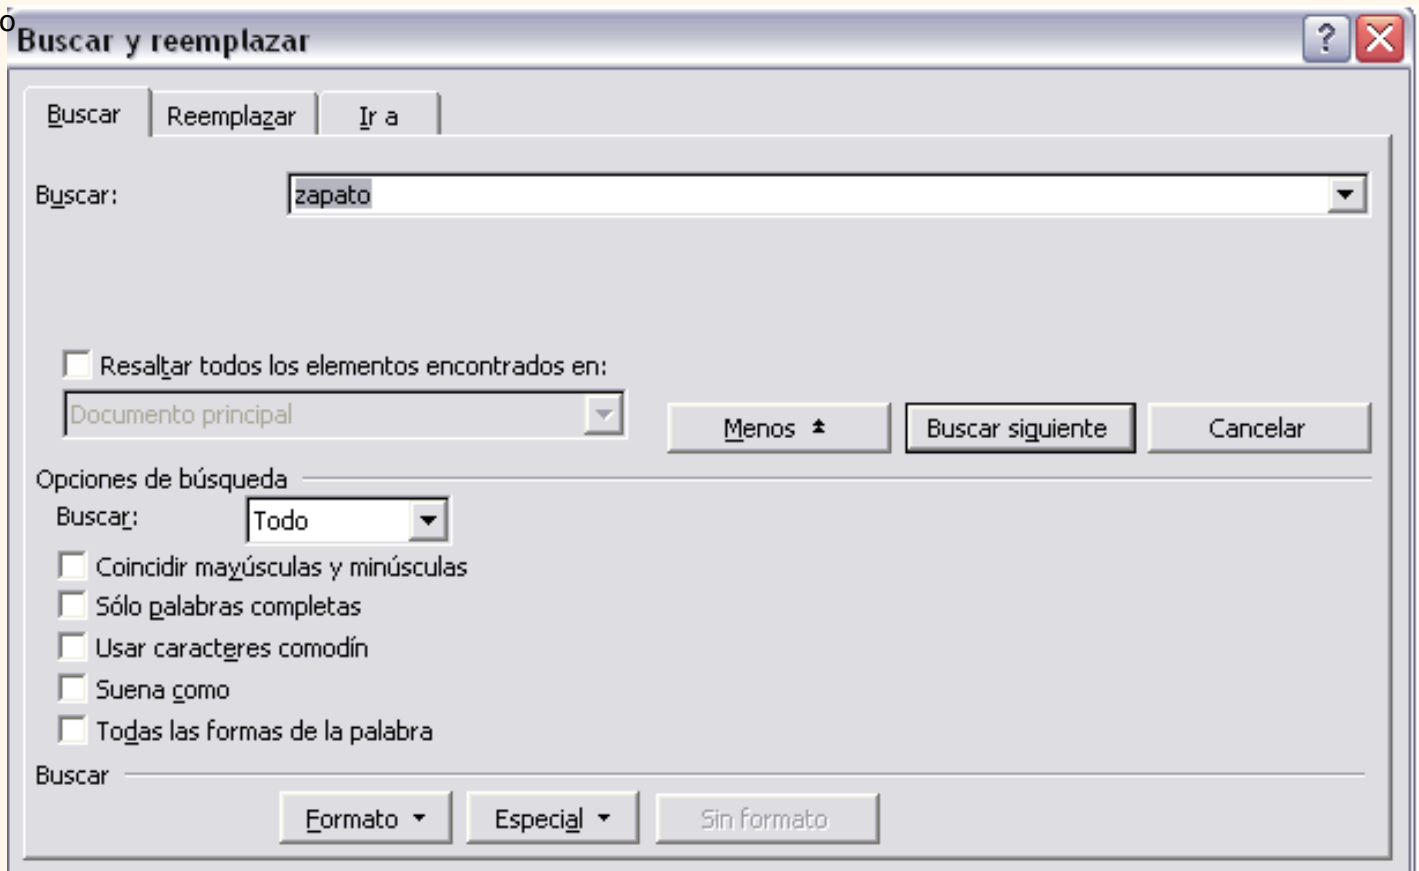 o
Buscar y reemplazar
Buscar Reemplazar Ir a
Buscar: zapato
Resaltar todos los elementos encontrados en:
Documento principal
Menos Buscar siguiente Cancelar
Opciones de búsqueda
Buscar: Todo
Coincidir mayúsculas y minúsculas
Sólo palabras completas
Usar caracteres comodín
Suena como
Todas las formas de la palabra
Buscar
Formato Especial Sin formato